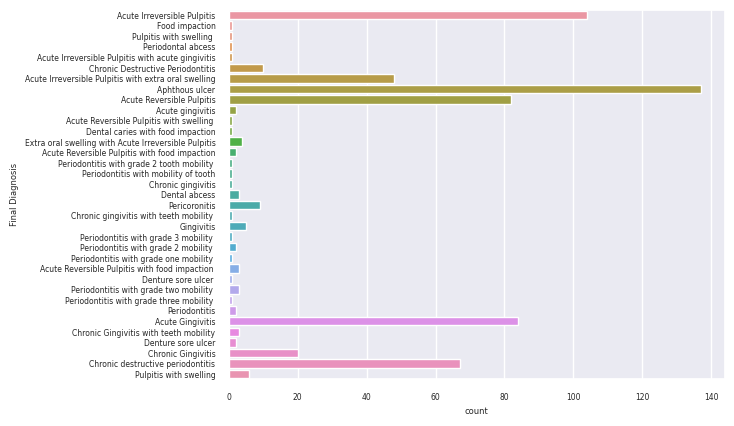 Acute Irreversible Pulpitis
Food impaction
Pulpitis with swelling
Periodontal abcess
Acute Irreversible Pulpitis with acute gingivitis
Chronic Destructive Periodontitis
Acute Irreversible Pulpitis with extra oral swelling
Aphthous ulcer
Acute Reversible Pulpitis
Acute gingivitis
Acute Reversible Pulpitis with swelling
Dental caries with food impaction
Extra oral swelling with Acute Irreversible Pulpitis
Acute Reversible Pulpitis with food impaction
Periodontitis with grade 2 tooth mobility
Periodontitis with mobility of tooth
Chronic gingivitis
Dental abcess
Pericoronitis
Chronic gingivitis with teeth mobility
Gingivitis
Periodontitis with grade 3 mobility
Periodontitis with grade 2 mobility
Periodontitis with grade one mobility
Acute Reversible Pulpitis with food impaction
Denture sore ulcer
Periodontitis with grade two mobility
Periodontitis with grade three mobility
Periodontitis
Acute Gingivitis
Chronic Gingivitis with teeth mobility
Denture sore ulcer
Chronic Gingivitis
Chronic destructive periodontitis
Pulpitis with swelling
Final Diagnosis
0 20 40 60 80 100 120 140
count